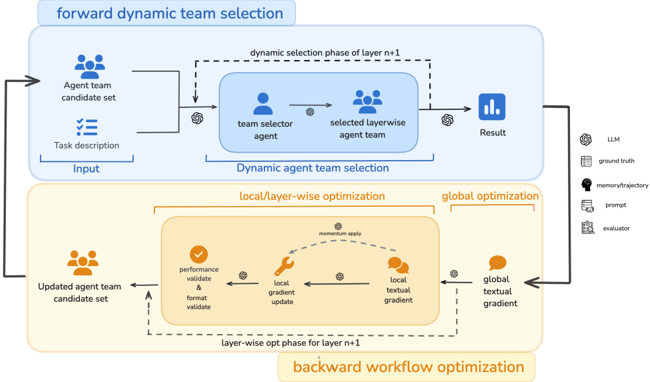 forward dynamic team selection
dynamic selection phase of layer n+1
Agent team
candidate set
Task description
Input
team selector
agent
selected layerwise
agent team
Dynamic agent team selection
Result
LLM
ground truth
memory/trajectory
prompt
evaluator
local/layer-wise optimization
global optimization
momentum apply
Updated agent team
candidate set
performance
validate
&
format
validate
local
gradient
update
local
textual
gradient
global
textual
gradient
layer-wise opt phase for layer n+1
backward workflow optimization